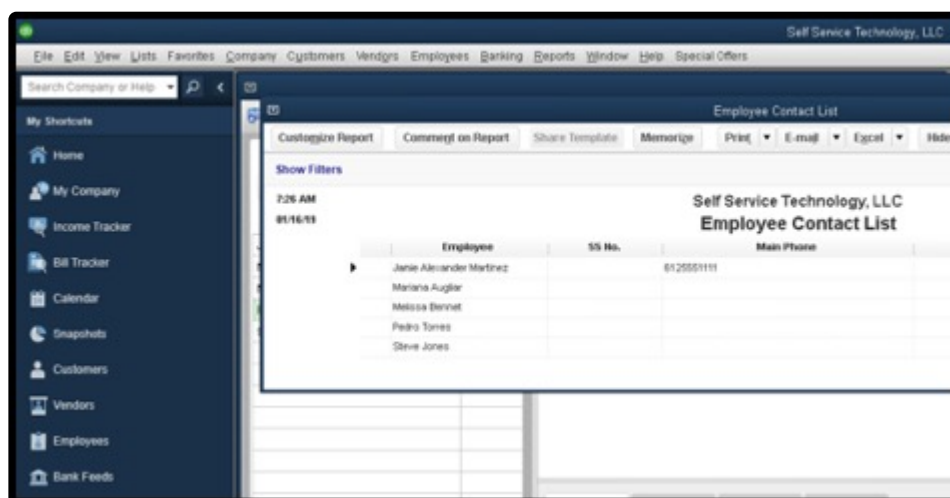 Self Service Technology, LLC
File Edit View Lists Favorites Company Customers Vendors Employees Banking Reports Window Help Special Offers
Search Company or Help
My Shortcuts
Home
My Company
Income Tracker
Bill Tracker
Calendar
Snapshots
Customers
Vendors
Employees
Bank Feeds
Employee Contact List
Customize Report Comment on Report Share Template Memorize Print E-mail Excel Hide
Show Filters
7:26 AM
01/16/19
Self Service Technology, LLC
Employee Contact List
Employee SS No. Main Phone
Jamie Alexander Martinez 6125551111
Mariana Augliar
Melissa Bennet
Pedro Torres
Steve Jones